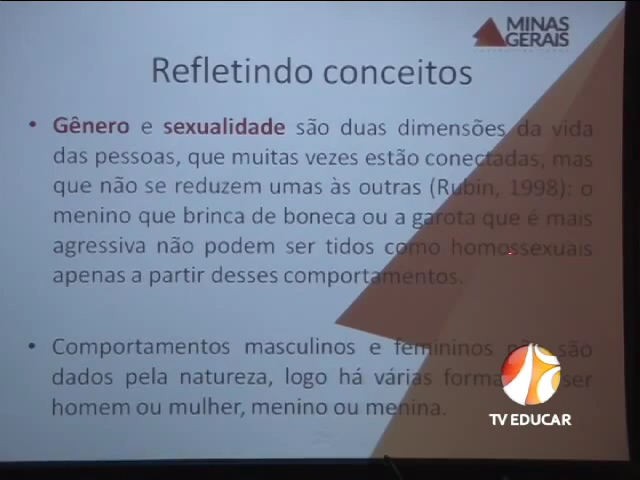 MINAS
GERAIS
Refletindo conceitos
• Gênero e sexualidade são duas dimensões da vida
das pessoas, que muitas vezes estão conectadas, mas
que não se reduzem umas às outras (Rubin, 1998): o
menino que brinca de boneca ou a garota que é mais
agressiva não podem ser tidos como homossexuais
apenas a partir desses comportamentos.
• Comportamentos masculinos e femininos não são
dados pela natureza, logo há várias ser
homem ou mulher, menino ou menina.
TV EDUCAR